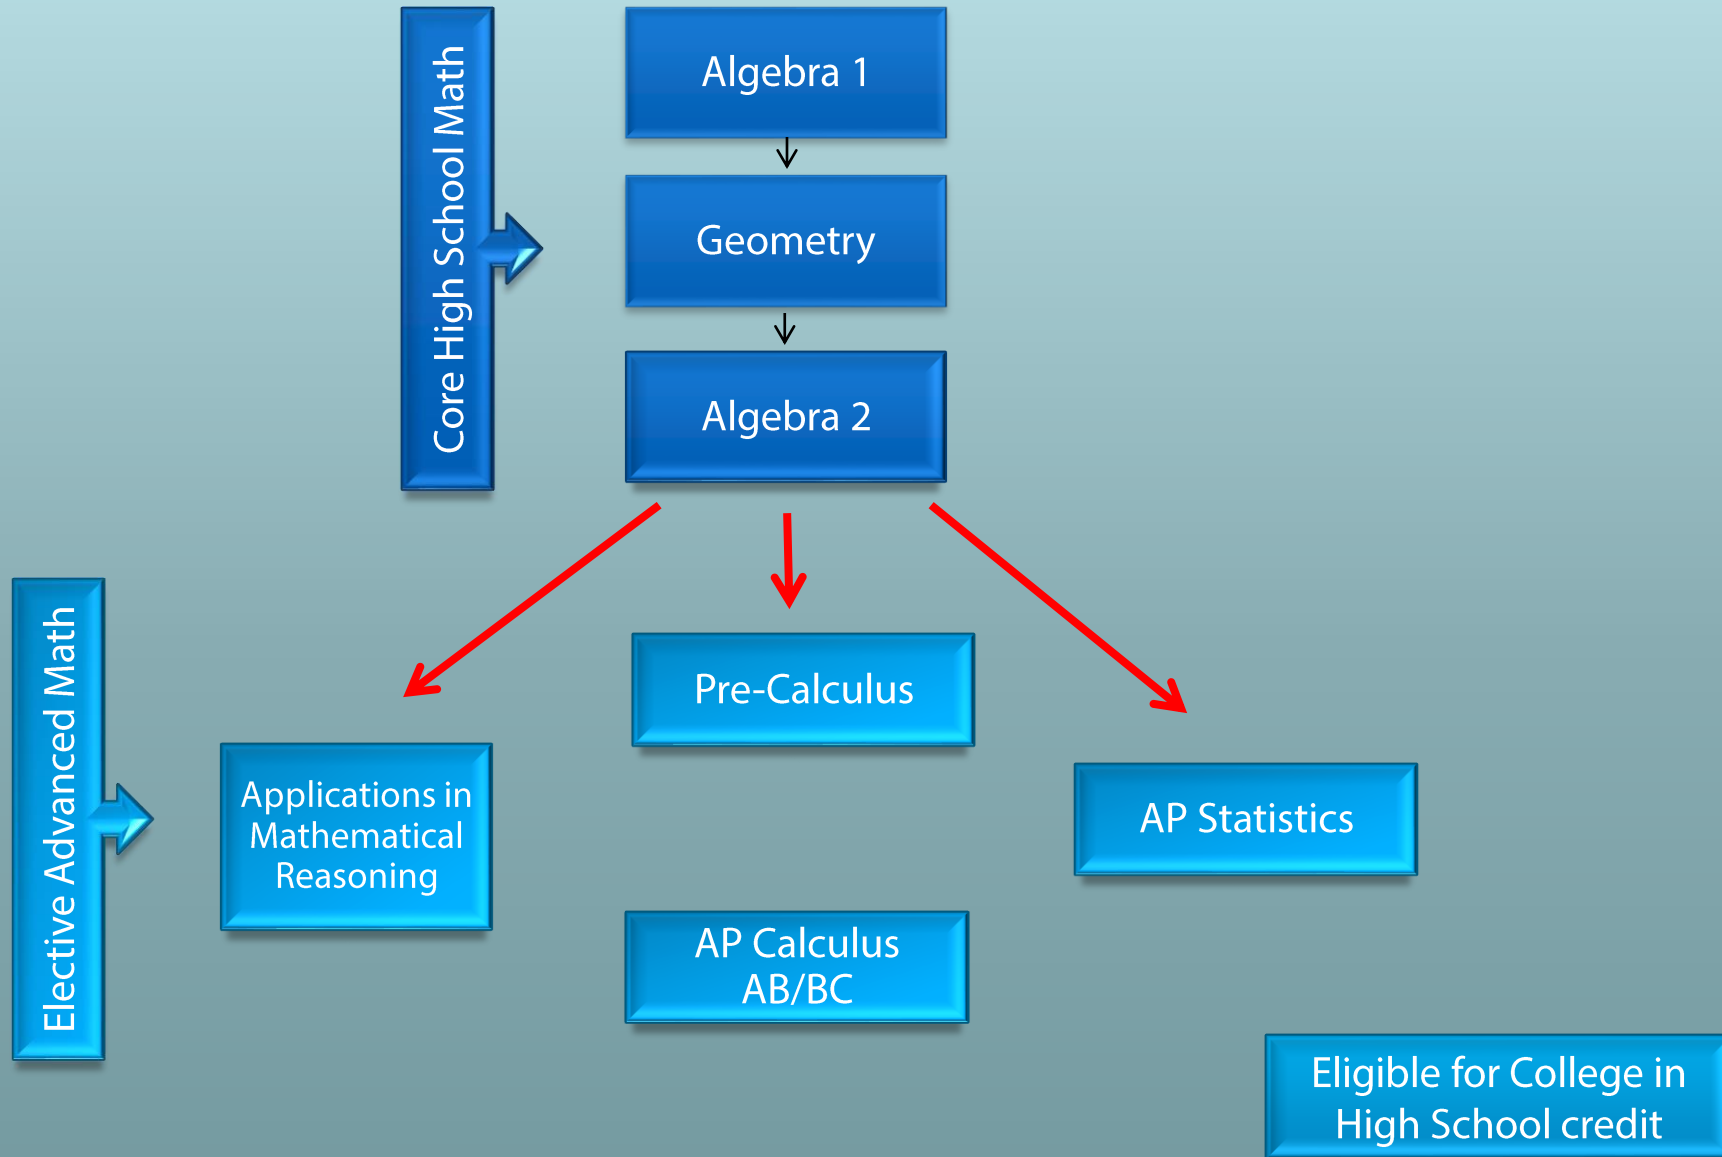 Core High School Math
Algebra 1
Geometry
Algebra 2
Elective Advanced Math
Pre-Calculus
Applications in
Mathematical
Reasoning
AP Statistics
AP Calculus
AB/BC
Eligible for College in
High School credit